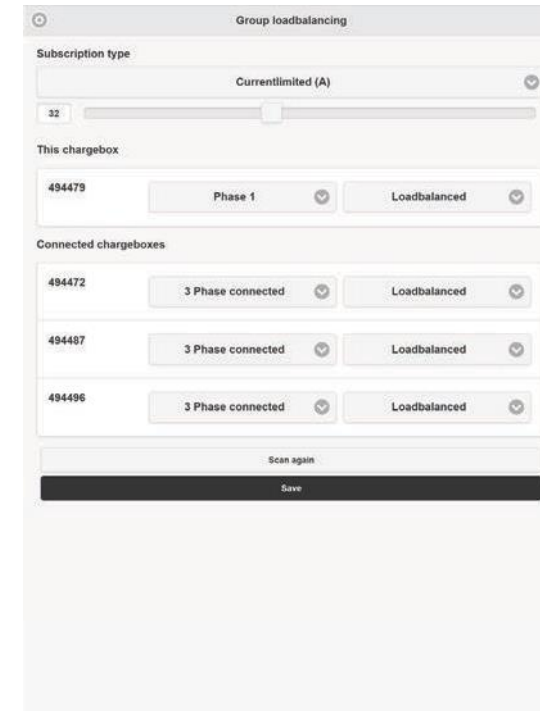 Group loadbalancing
Subscription type
Currentlimited (A)
32
This chargebox
494479 Phase 1 Loadbalanced
Connected chargeboxes
494472 3 Phase connected Loadbalanced
494487 3 Phase connected Loadbalanced
494496 3 Phase connected Loadbalanced
Scan again
Save